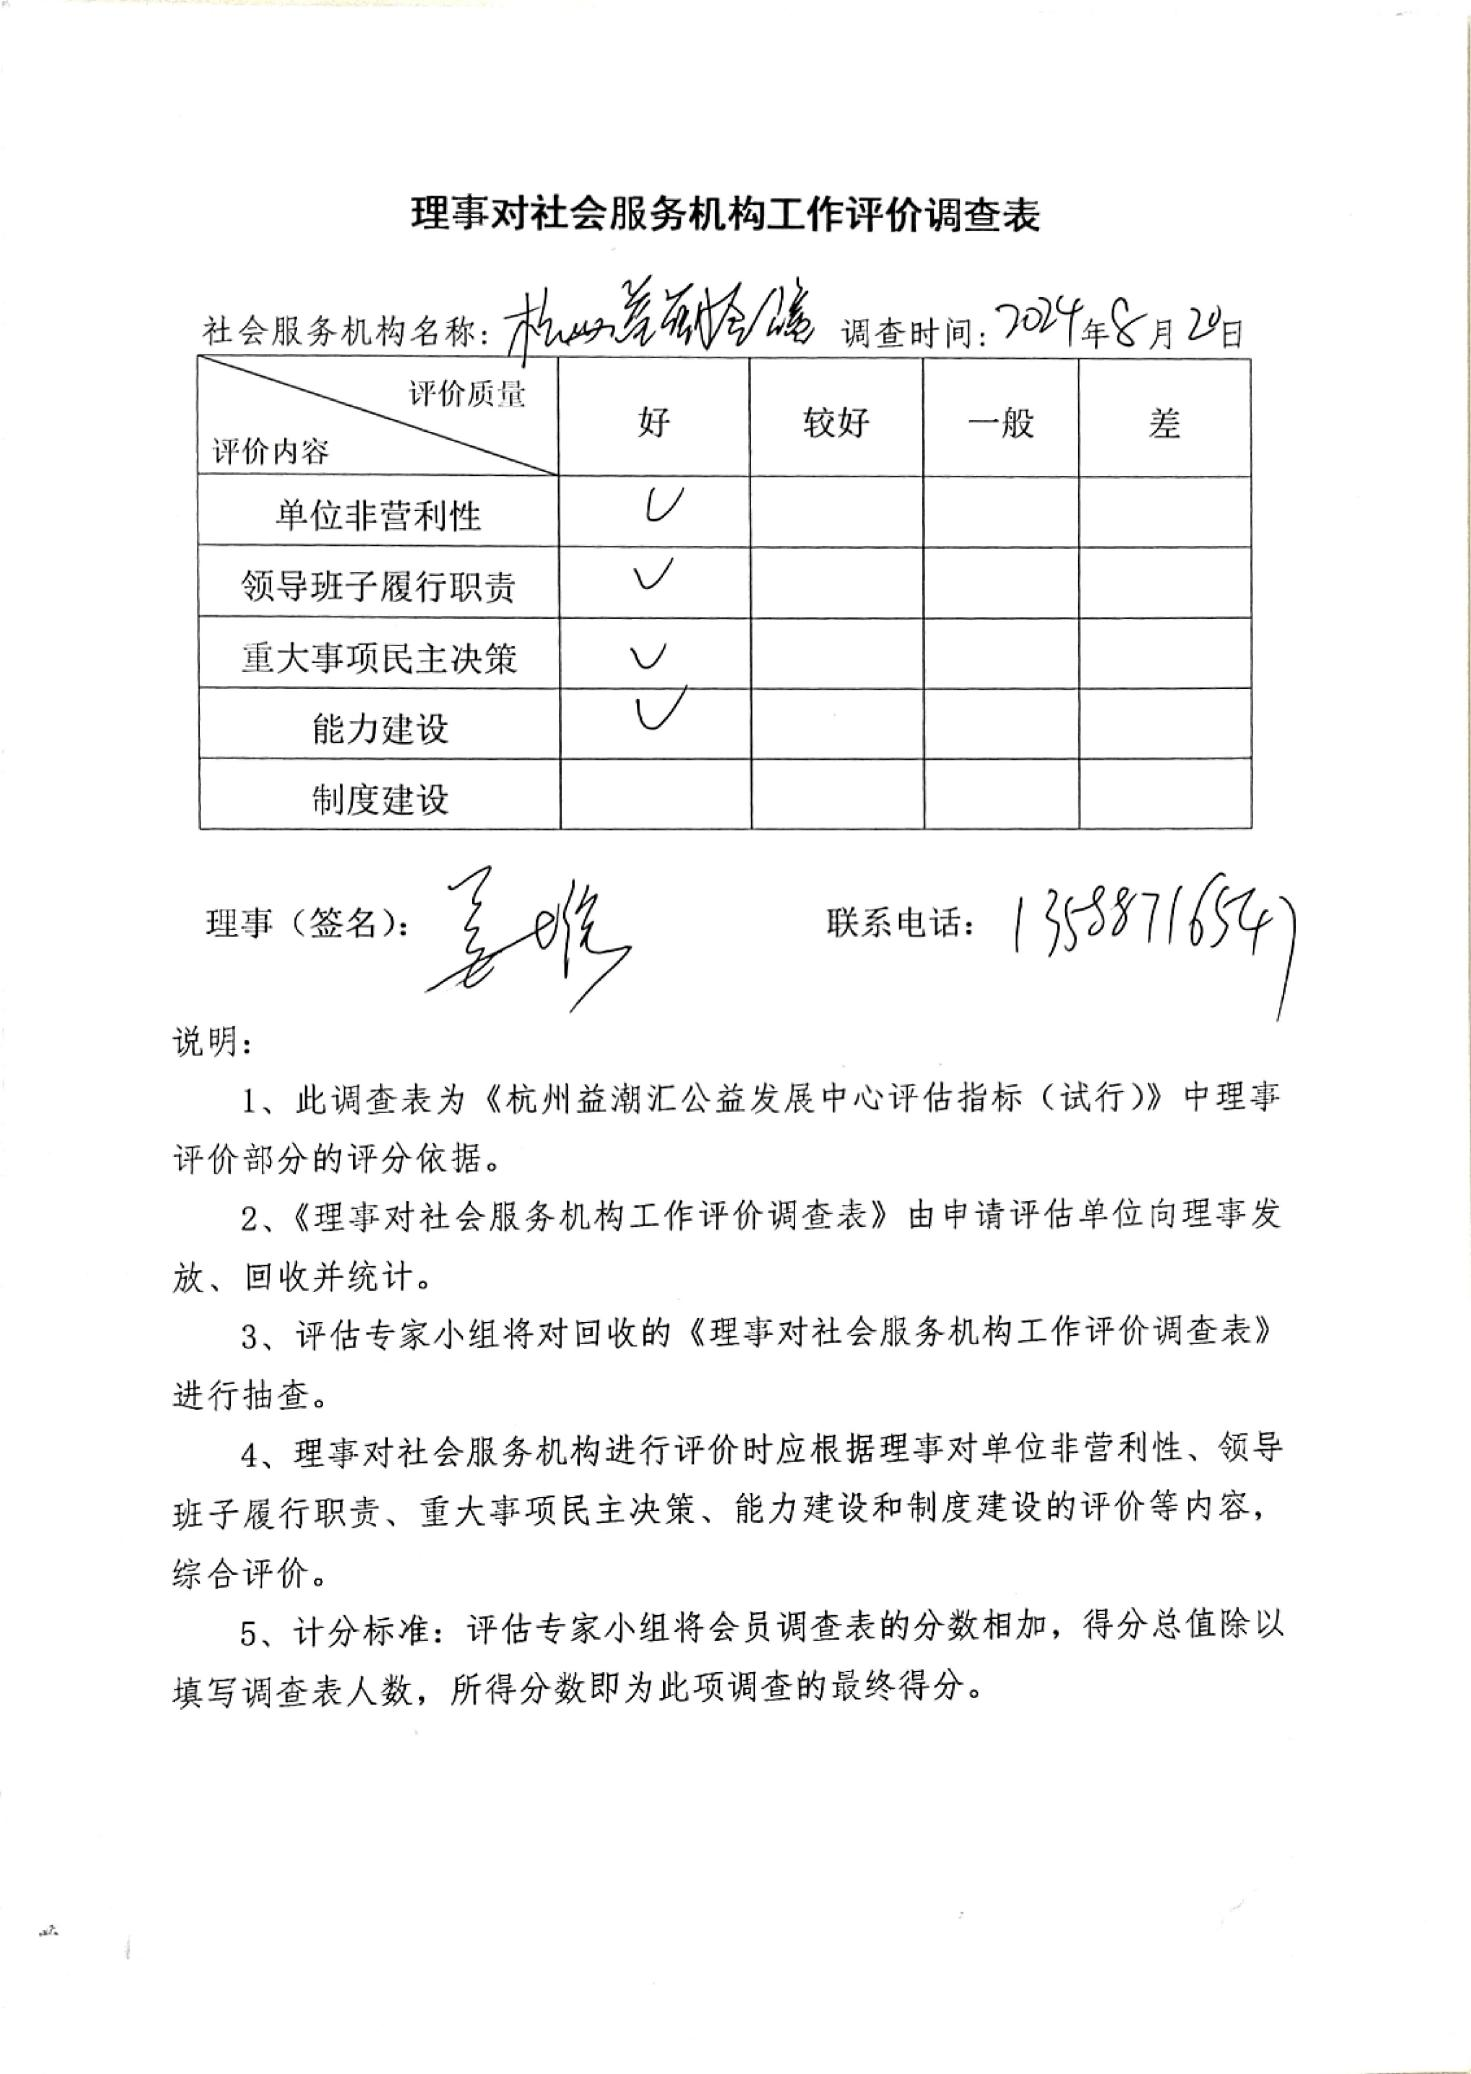 理事对社会服务机构工作评价调查表
社会服务机构名称： 杭州 调查时间：2024年8月20日
评价质量
评价内容
好 较好 一般 差
单位非营利性 ✓
领导班子履行职责 ✓
重大事项民主决策 ✓
能力建设 ✓
制度建设
理事（签名）：姜 联系电话：13588716547
说明：
1、此调查表为《杭州益潮汇公益发展中心评估指标（试行）》中理事
评价部分的评分依据。
2、《理事对社会服务机构工作评价调查表》由申请评估单位向理事发
放、回收并统计。
3、评估专家小组将对回收的《理事对社会服务机构工作评价调查表》
进行抽查。
4、理事对社会服务机构进行评价时应根据理事对单位非营利性、领导
班子履行职责、重大事项民主决策、能力建设和制度建设的评价等内容，
综合评价。
5、计分标准：评估专家小组将会员调查表的分数相加，得分总值除以
填写调查表人数，所得分数即为此项调查的最终得分。